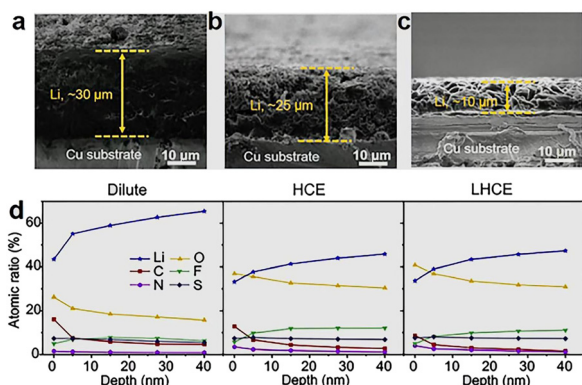 a
Li, ~30 μm
Cu substrate
10 μm
b
Li, ~25 μm
Cu substrate
10 μm
c
Li, ~10 μm
Cu substrate
10 μm
d
Dilute
HCE
LHCE
Atomic ratio (%)
60
40
20
0
Li
O
C
F
N
S
0 10 20 30 40
0 10 20 30 40
0 10 20 30 40
Depth (nm)
Depth (nm)
Depth (nm)